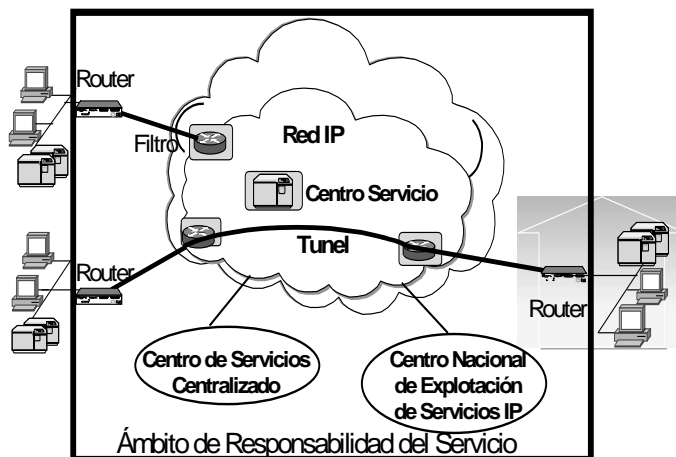 Router
Filtro
Red IP
Centro Servicio
Tunel
Router
Router
Centro de Servicios
Centralizado
Centro Nacional
de Explotación
de Servicios IP
Ámbito de Responsabilidad del Servicio